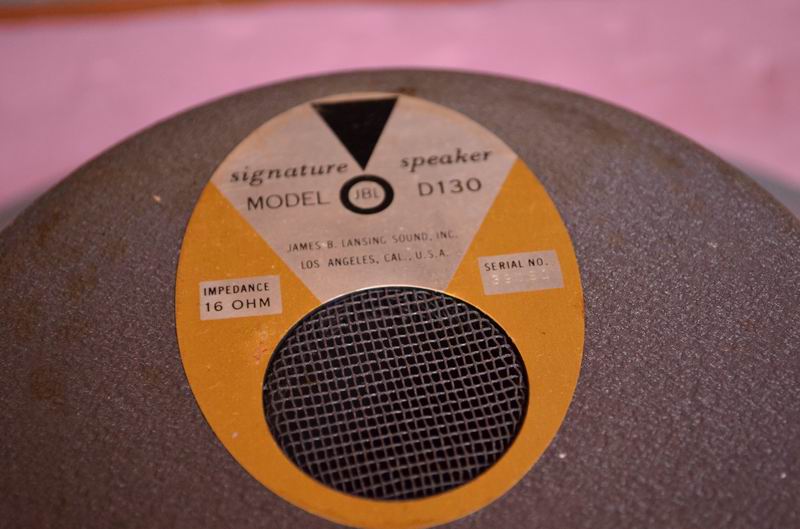 signature speaker
MODEL JBL D130
JAMES B. LANSING SOUND, INC.
LOS ANGELES, CAL., U.S.A.
IMPEDANCE
16 OHM
SERIAL NO.